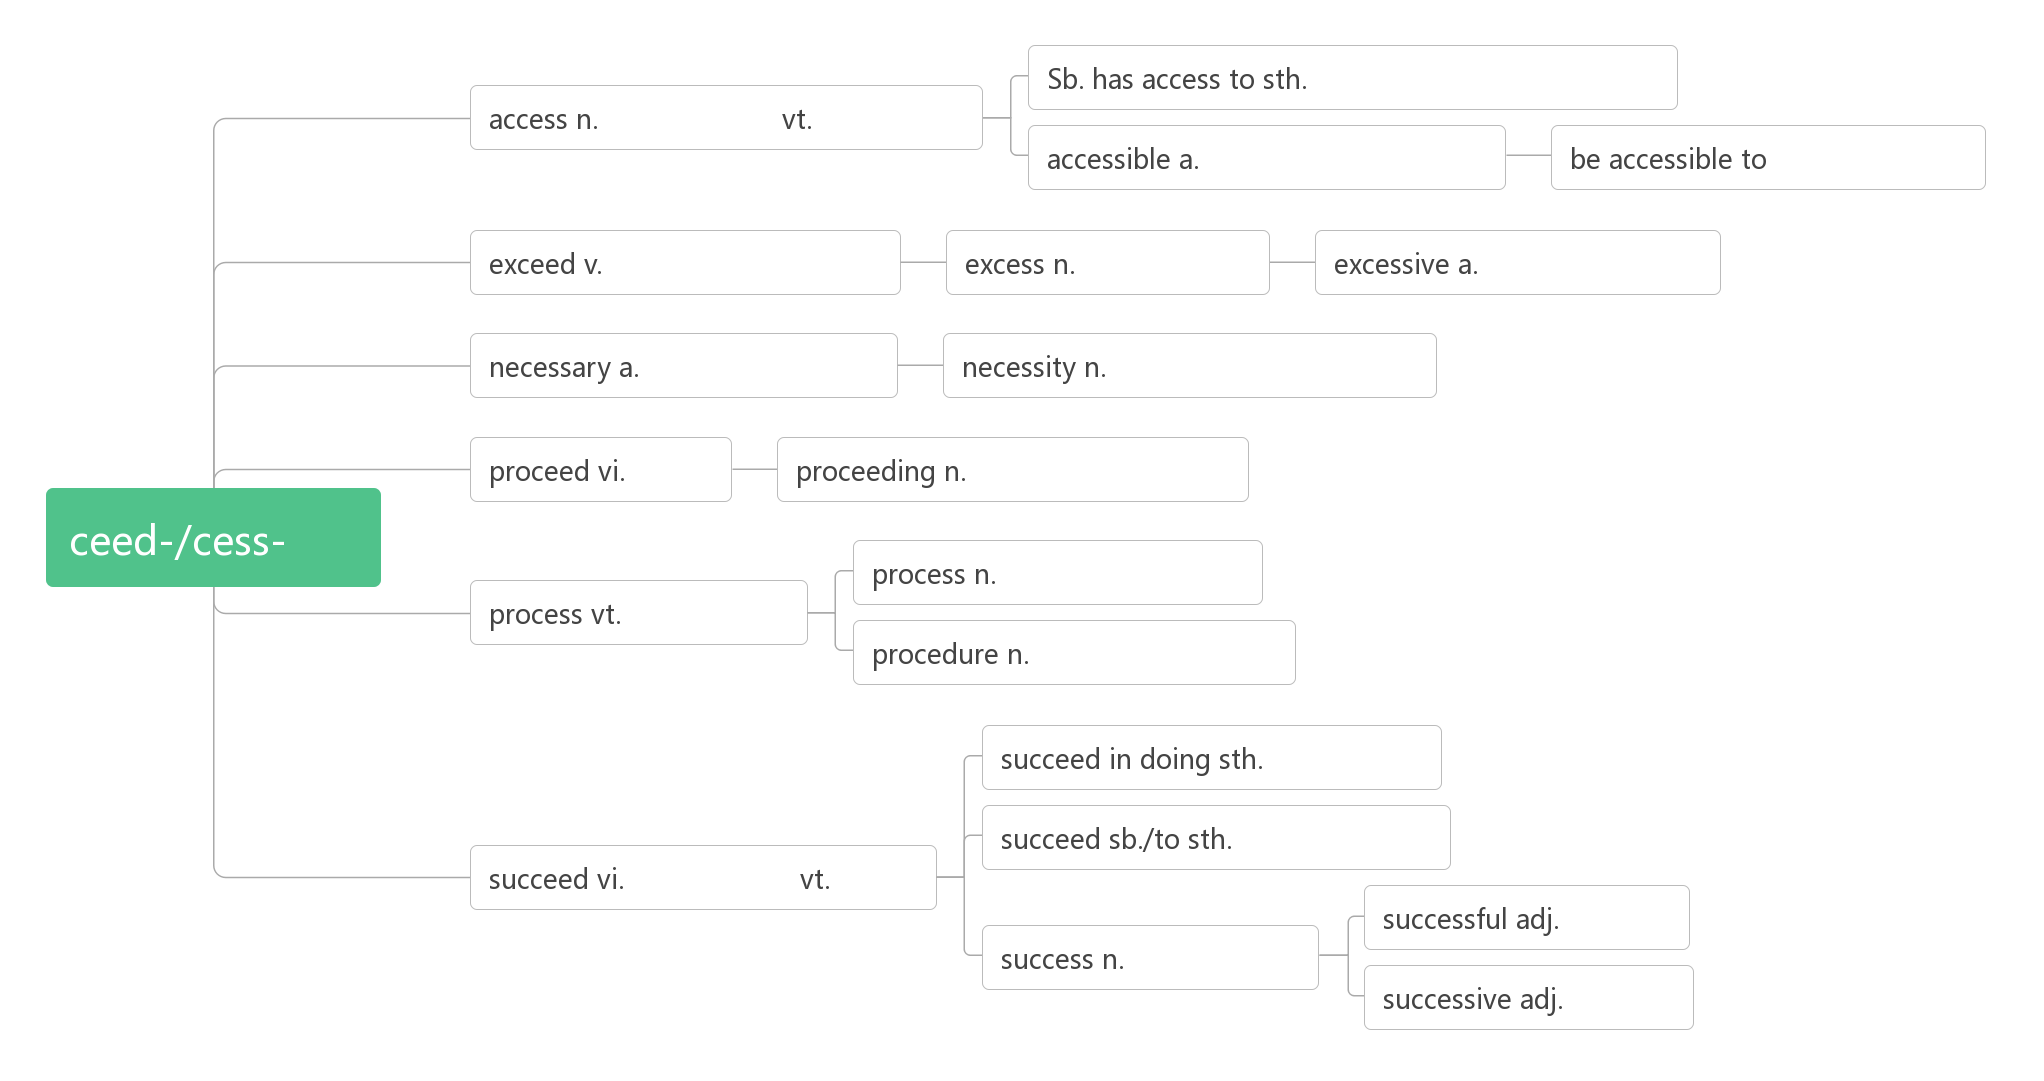 ceed-/cess-
access n. vt.
Sb. has access to sth.
accessible a.
be accessible to
exceed v.
excess n.
excessive a.
necessary a.
necessity n.
proceed vi.
proceeding n.
process vt.
process n.
procedure n.
succeed vi. vt.
succeed in doing sth.
succeed sb./to sth.
success n.
successful adj.
successive adj.